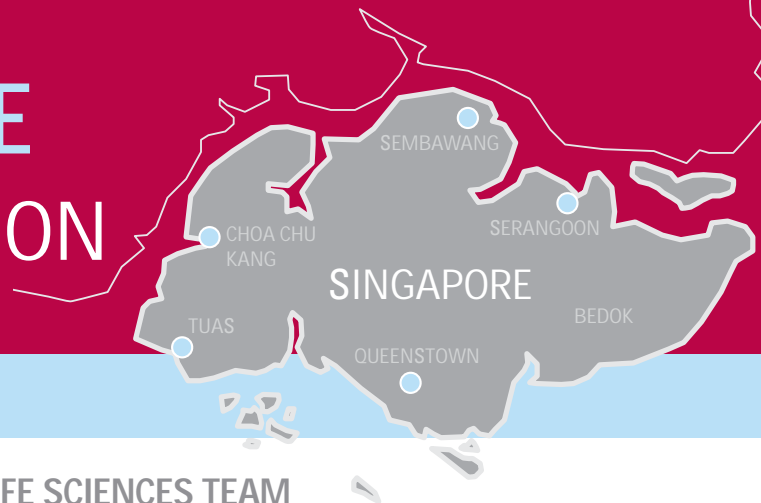 E
ON
SEMBAWANG
SERANGOON
CHOA CHU
KANG
SINGAPORE
BEDOK
TUAS
QUEENSTOWN
FE SCIENCES TEAM